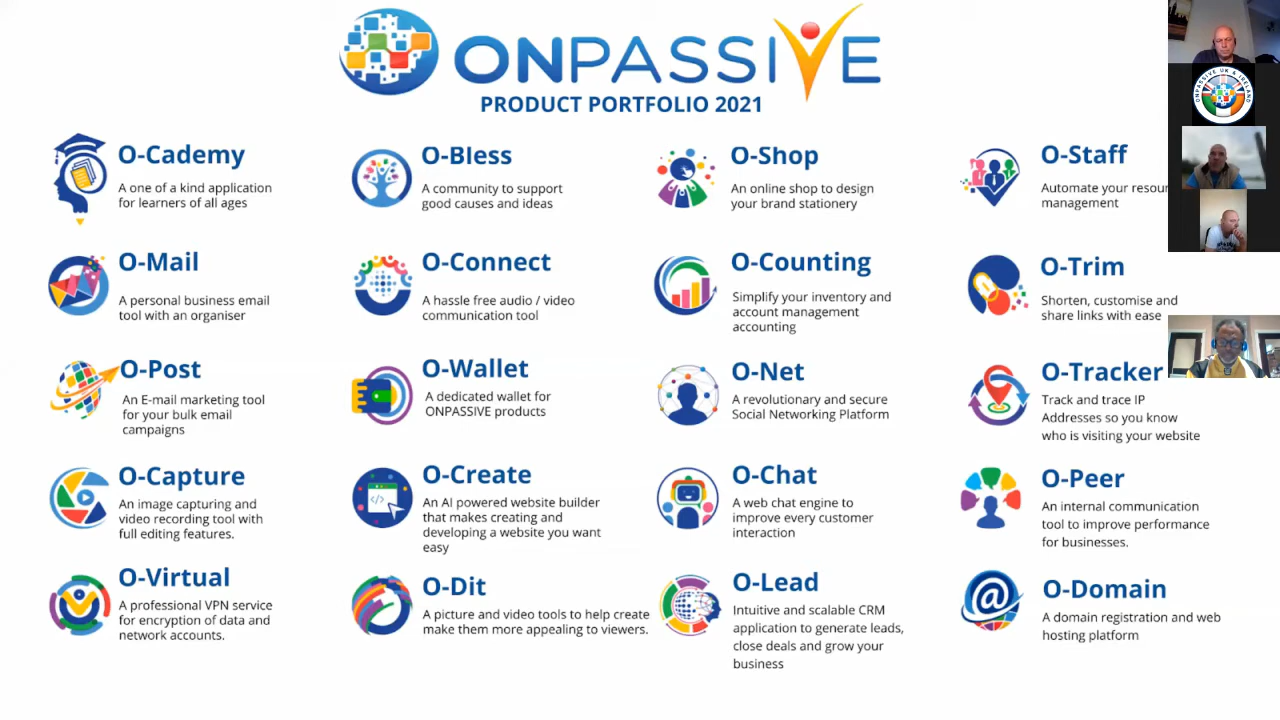 ONPASSIVE
PRODUCT PORTFOLIO 2021
O-Cademy
A one of a kind application
for learners of all ages
O-Bless
A community to support
good causes and ideas
O-Shop
An online shop to design
your brand stationery
O-Staff
Automate your resou
management
O-Mail
A personal business email
tool with an organiser
O-Connect
A hassle free audio / video
communication tool
O-Counting
Simplify your inventory and
account management
accounting
O-Trim
Shorten, customise and
share links with ease
O-Post
An E-mail marketing tool
for your bulk email
campaigns
O-Wallet
A dedicated wallet for
ONPASSIVE products
O-Net
A revolutionary and secure
Social Networking Platform
O-Tracker
Track and trace IP
Addresses so you know
who is visiting your website
O-Capture
An image capturing and
video recording tool with
full editing features.
O-Create
An AI powered website builder
that makes creating and
developing a website you want
easy
O-Chat
A web chat engine to
improve every customer
interaction
O-Peer
An internal communication
tool to improve performance
for businesses.
O-Virtual
A professional VPN service
for encryption of data and
network accounts.
O-Dit
A picture and video tools to help create
make them more appealing to viewers.
O-Lead
Intuitive and scalable CRM
application to generate leads,
close deals and grow your
business
O-Domain
A domain registration and web
hosting platform
ONPASSIVE UK & IRELAND